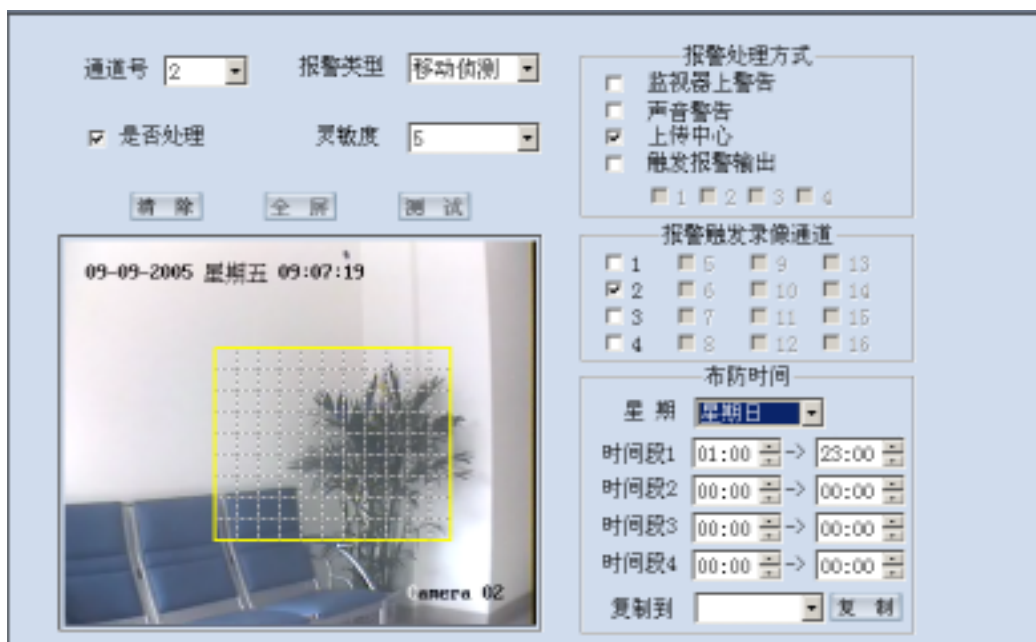 通道号 2 报警类型 移动侦测
是否处理 灵敏度 5
清 除 全 屏 测 试
09-09-2005 星期五 09:07:19
Camera 02
报警处理方式
监视器上警告
声音警告
上传中心
触发报警输出
1 2 3 4
报警触发录像通道
1 5 9 13
2 6 10 14
3 7 11 15
4 8 12 16
布防时间
星 期 星期日
时间段1 01:00 -> 23:00
时间段2 00:00 -> 00:00
时间段3 00:00 -> 00:00
时间段4 00:00 -> 00:00
复制到 复 制